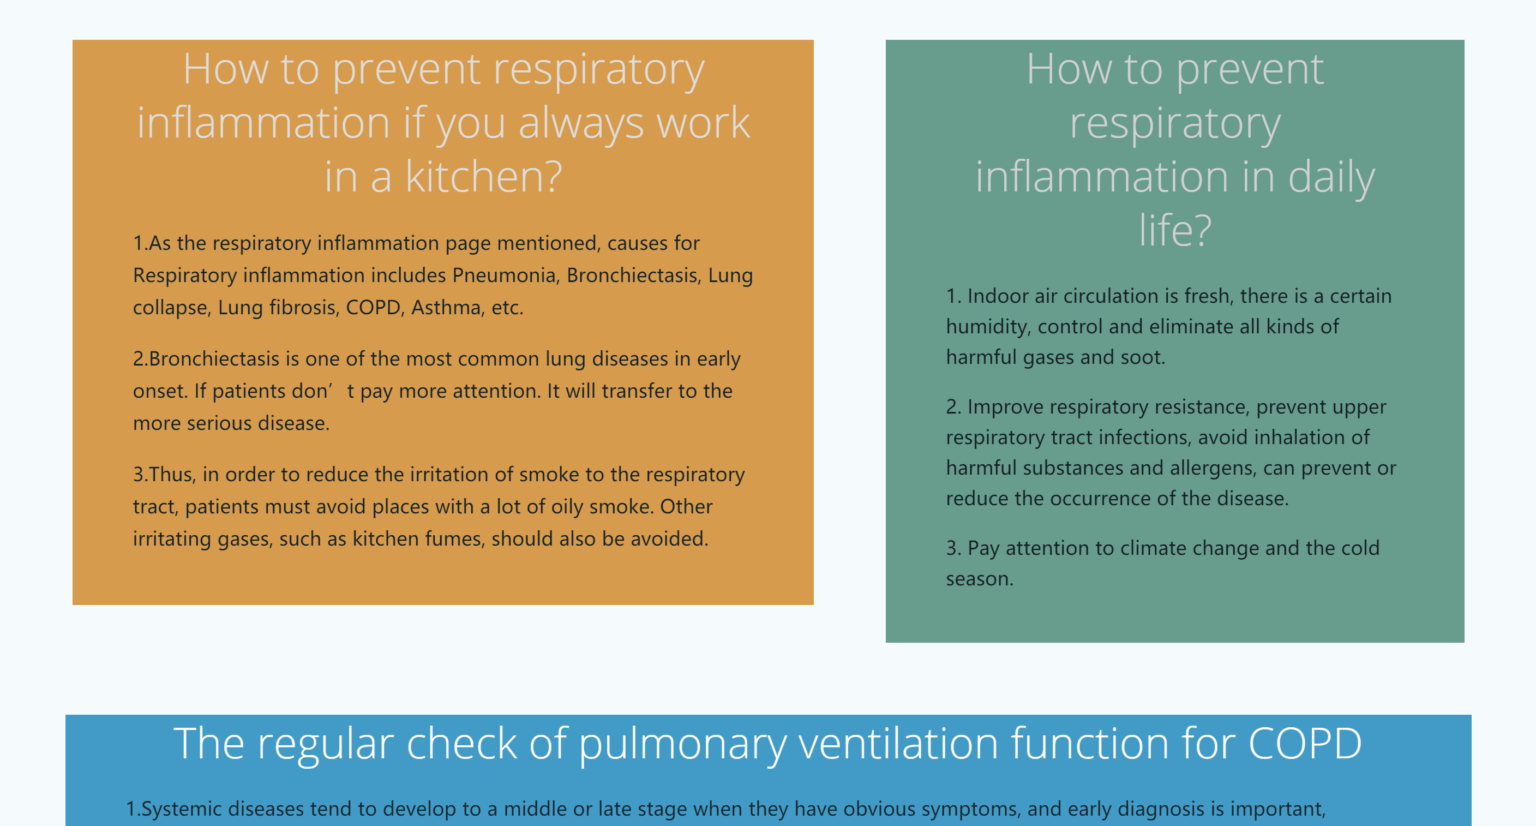 How to prevent respiratory
inflammation if you always work
in a kitchen?
1.As the respiratory inflammation page mentioned, causes for
Respiratory inflammation includes Pneumonia, Bronchiectasis, Lung
collapse, Lung fibrosis, COPD, Asthma, etc.
2.Bronchiectasis is one of the most common lung diseases in early
onset. If patients don’t pay more attention. It will transfer to the
more serious disease.
3.Thus, in order to reduce the irritation of smoke to the respiratory
tract, patients must avoid places with a lot of oily smoke. Other
irritating gases, such as kitchen fumes, should also be avoided.
How to prevent
respiratory
inflammation in daily
life?
1. Indoor air circulation is fresh, there is a certain
humidity, control and eliminate all kinds of
harmful gases and soot.
2. Improve respiratory resistance, prevent upper
respiratory tract infections, avoid inhalation of
harmful substances and allergens, can prevent or
reduce the occurrence of the disease.
3. Pay attention to climate change and the cold
season.
The regular check of pulmonary ventilation function for COPD
1.Systemic diseases tend to develop to a middle or late stage when they have obvious symptoms, and early diagnosis is important,